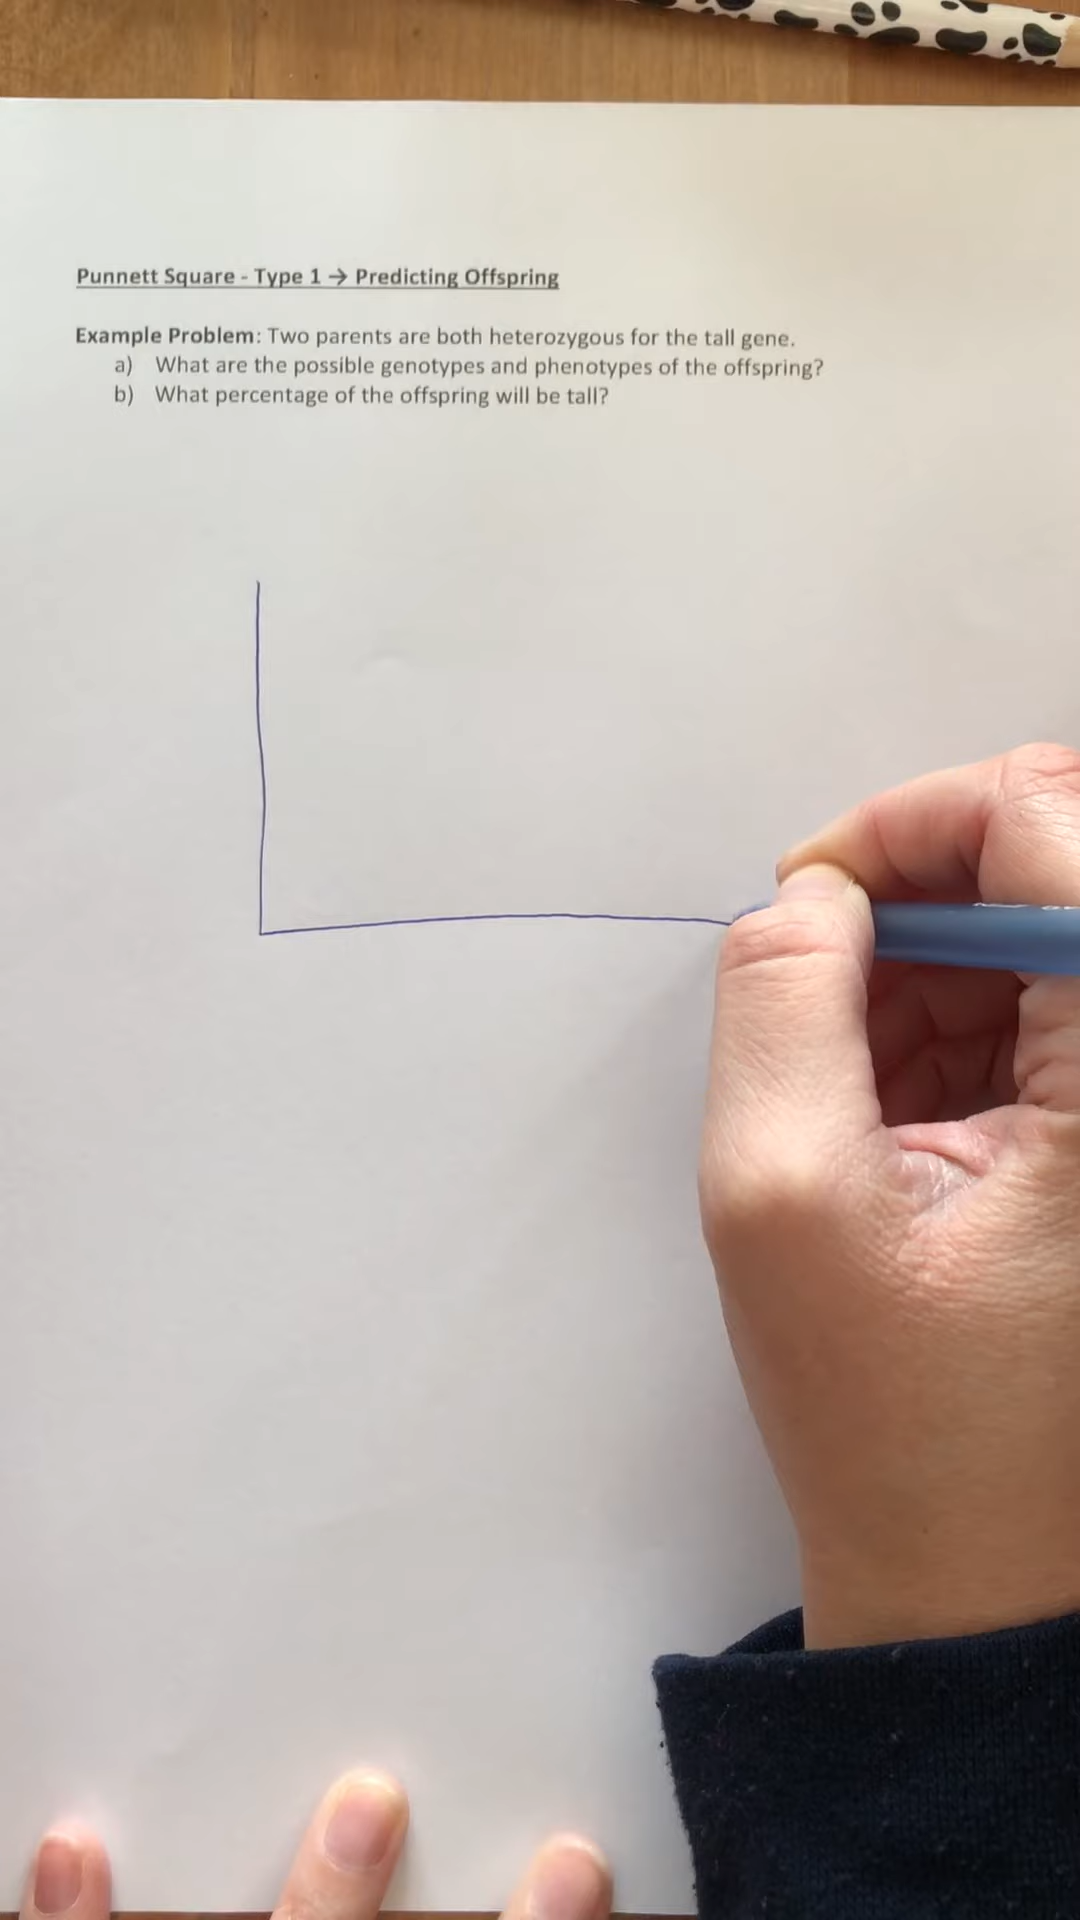 Punnett Square - Type 1 → Predicting Offspring
Example Problem: Two parents are both heterozygous for the tall gene.
a) What are the possible genotypes and phenotypes of the offspring?
b) What percentage of the offspring will be tall?